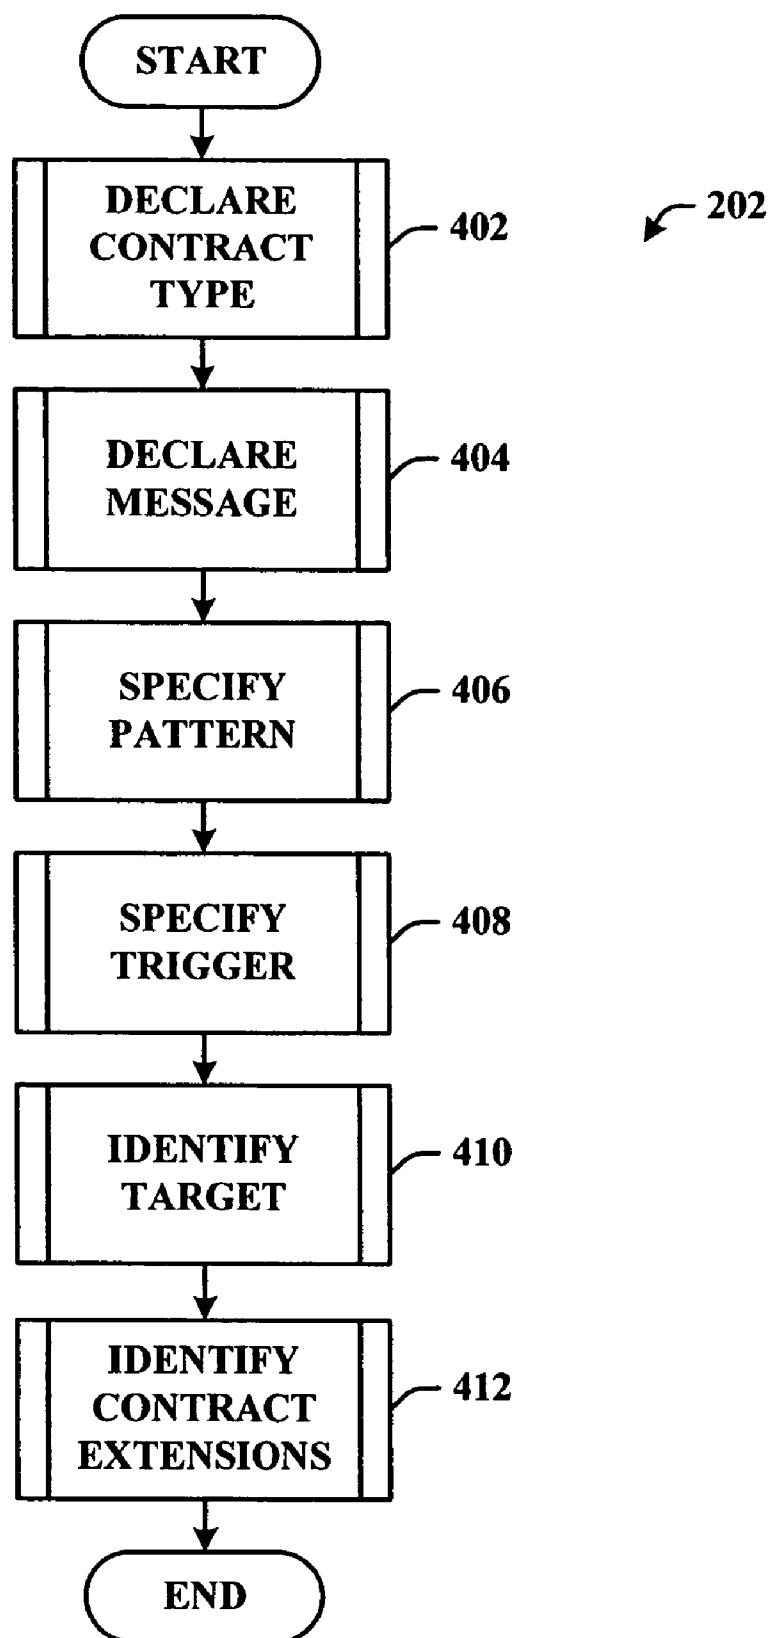 START
DECLARE
CONTRACT
TYPE
402
202
DECLARE
MESSAGE
404
SPECIFY
PATTERN
406
SPECIFY
TRIGGER
408
IDENTIFY
TARGET
410
IDENTIFY
CONTRACT
EXTENSIONS
412
END